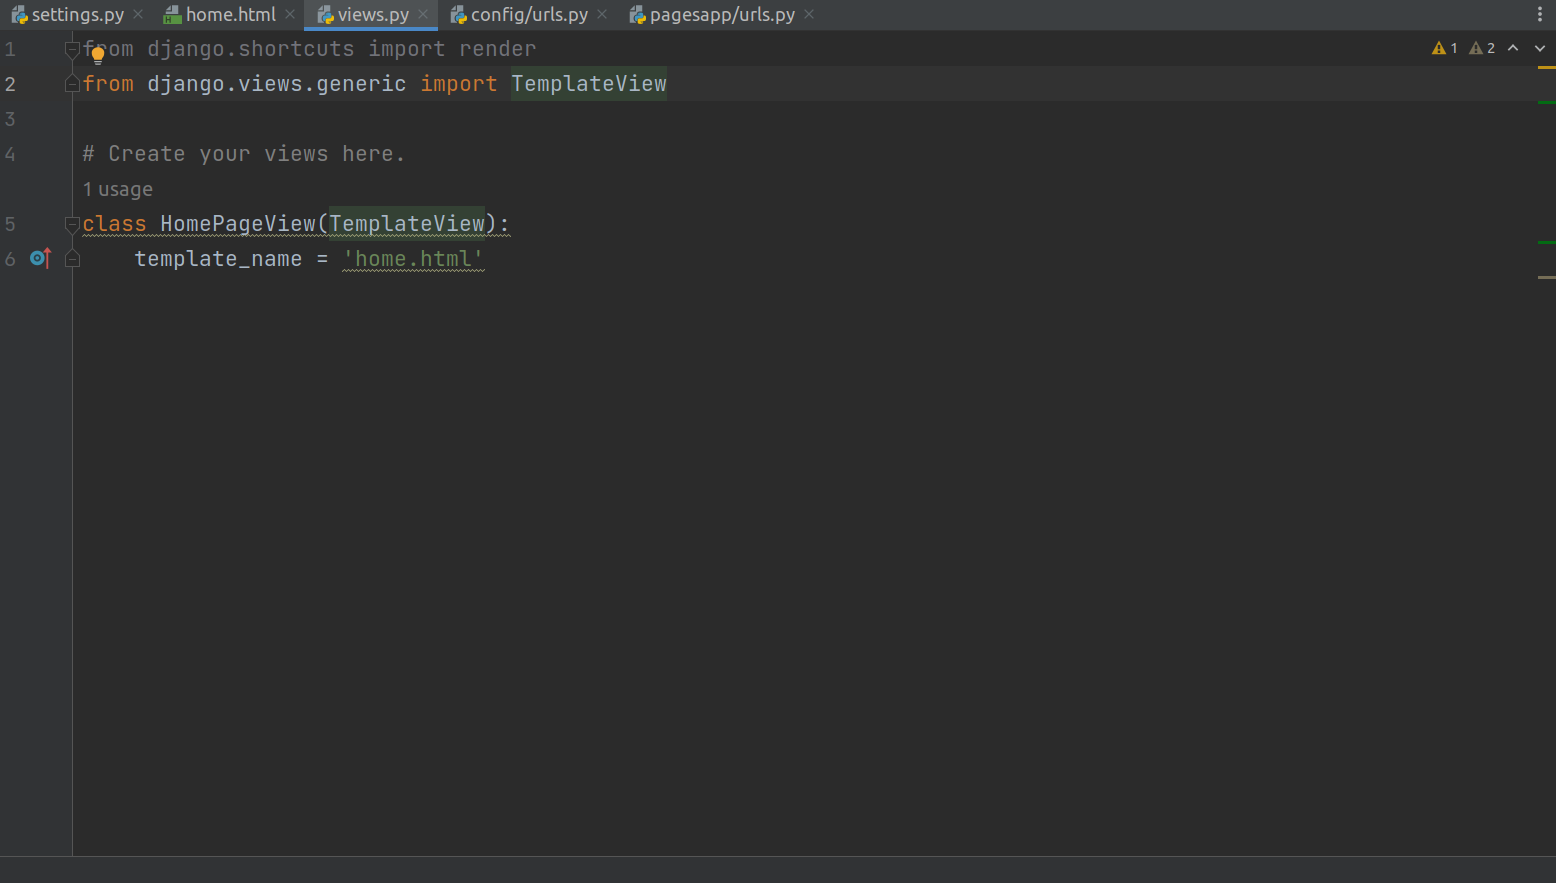 settings.py home.html views.py config/urls.py pagesapp/urls.py
1 from django.shortcuts import render
1 2
2 from django.views.generic import TemplateView
3
4 # Create your views here.
1 usage
5 class HomePageView(TemplateView):
6 template_name = 'home.html'